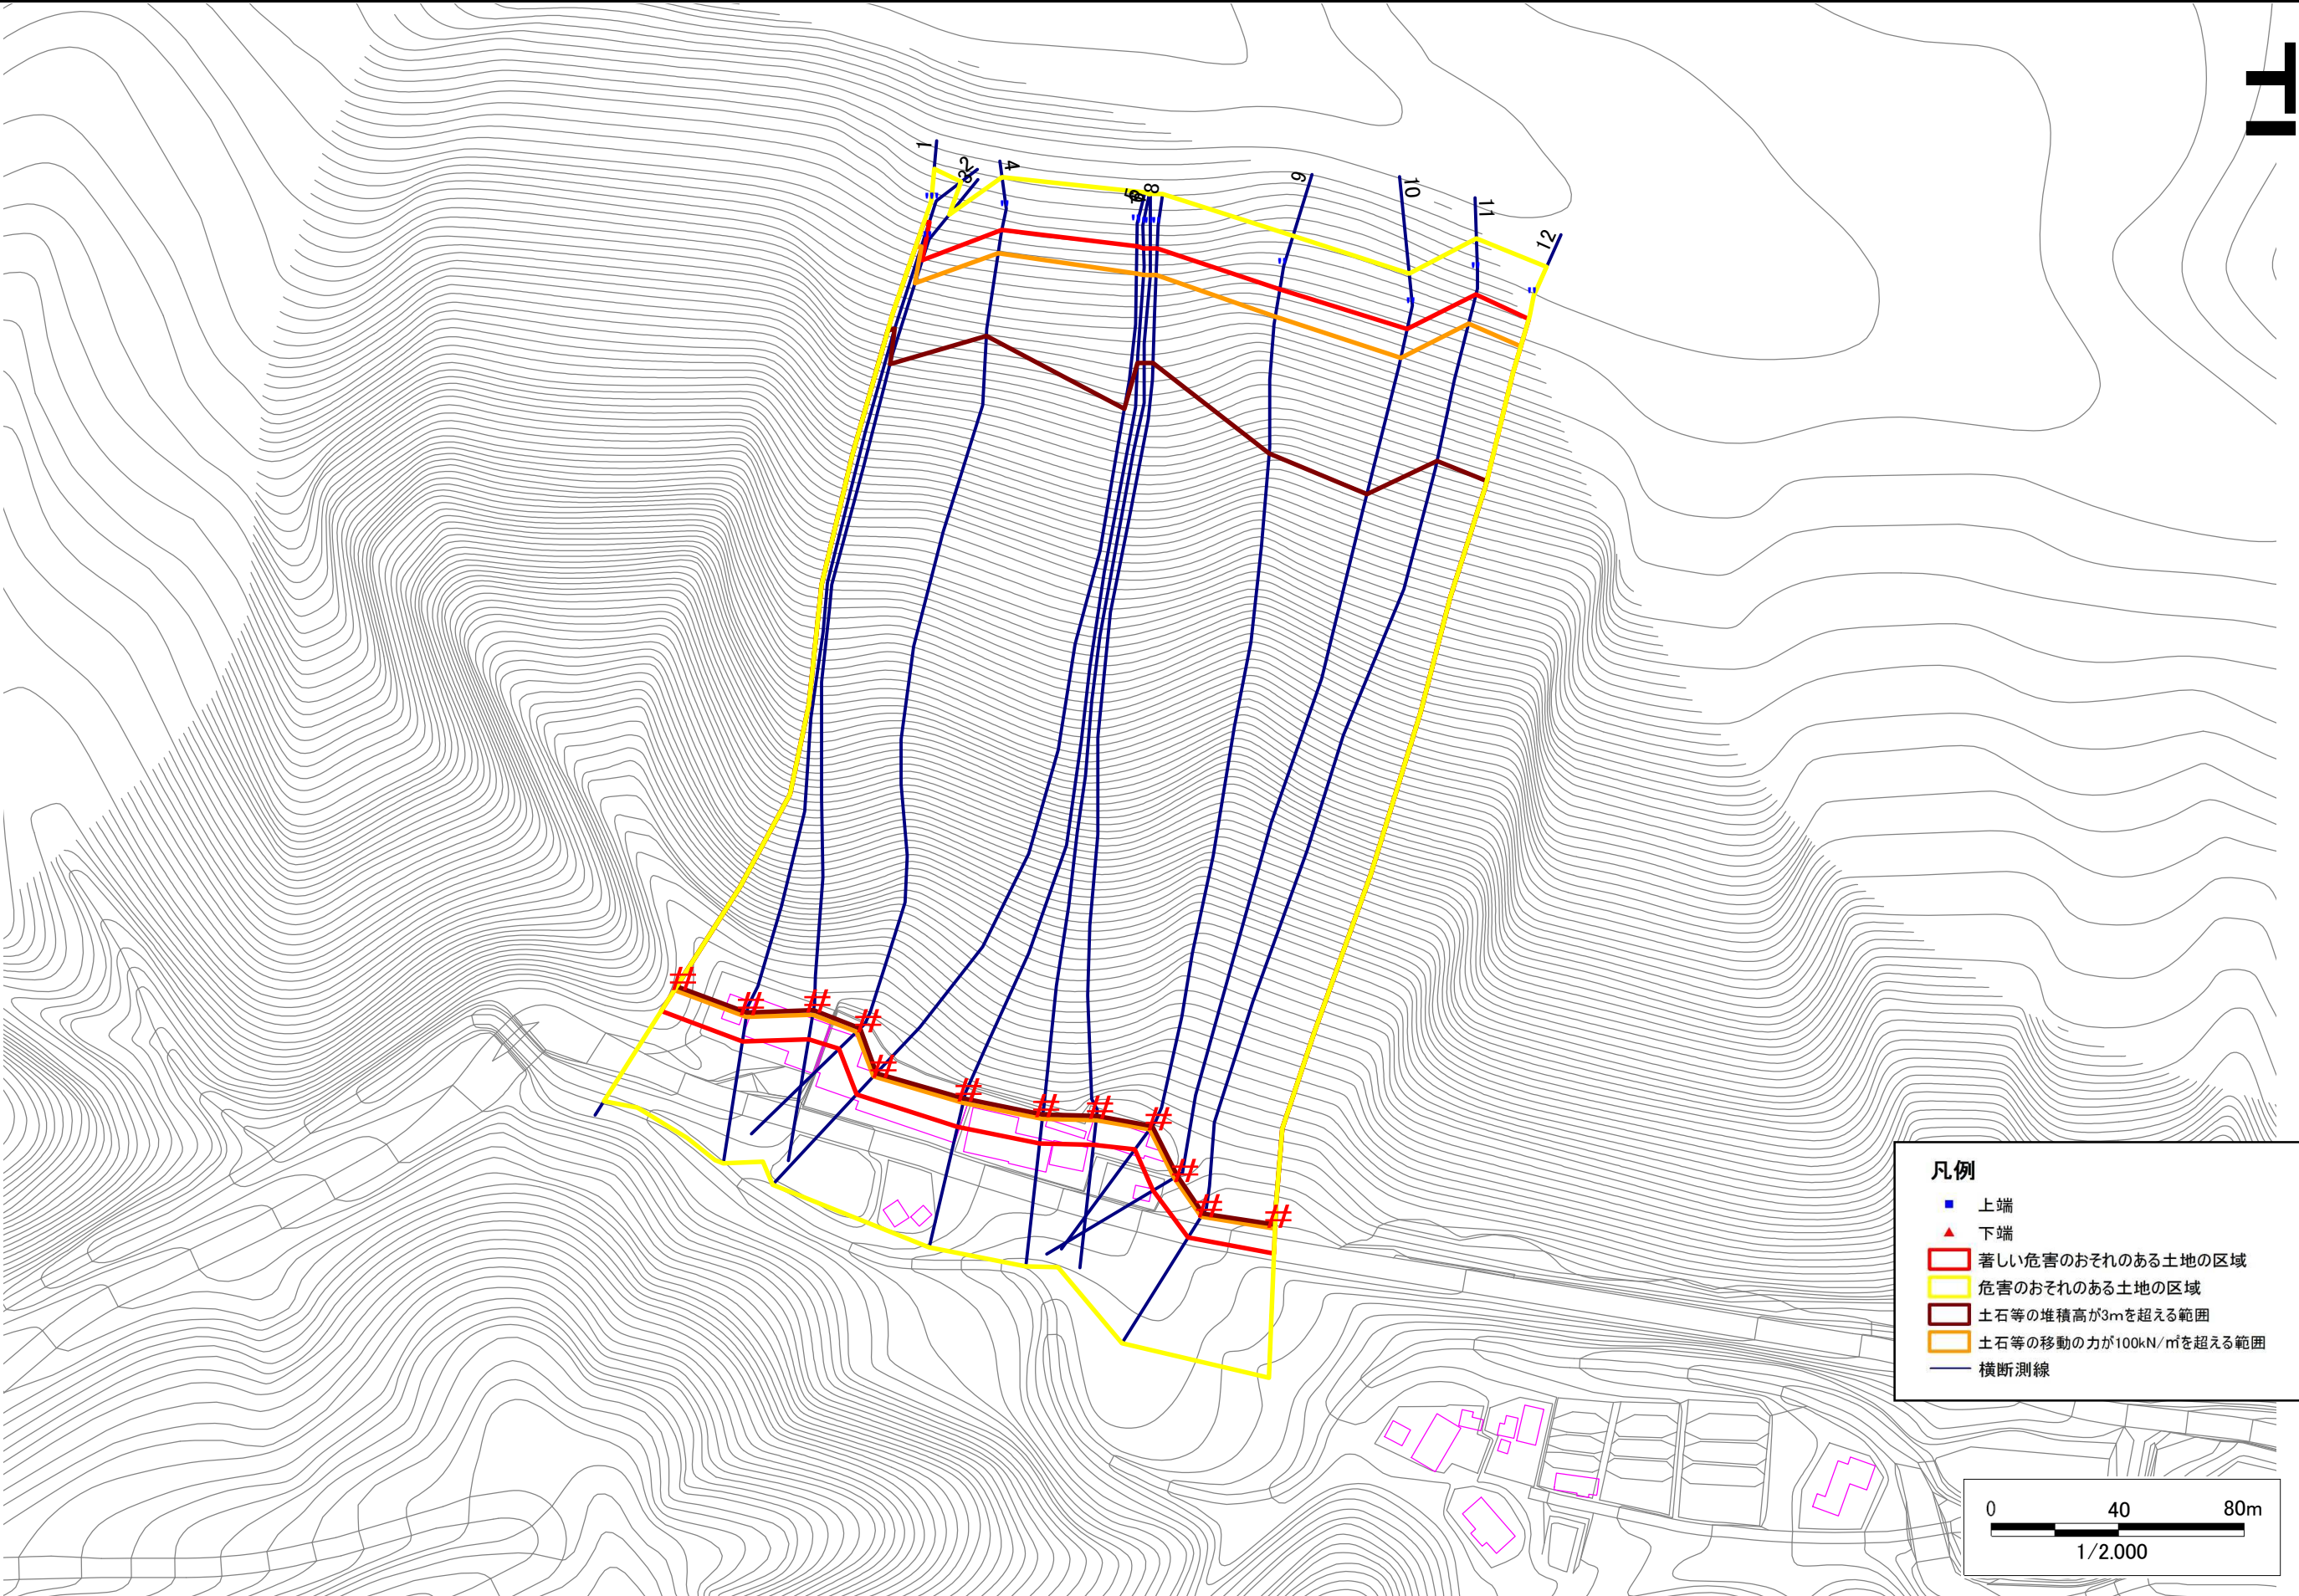 1
2
3
4
8
9
10
11
12
凡例
上端
下端
著しい危害のおそれのある土地の区域
危害のおそれのある土地の区域
土石等の堆積高が3mを超える範囲
土石等の移動の力が100kN/㎡を超える範囲
横断測線
0 40 80m
1/2.000